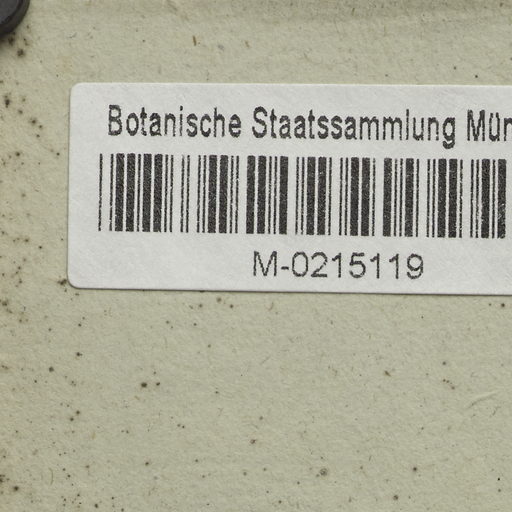 Botanische Staatssammlung Mün
M-0215119